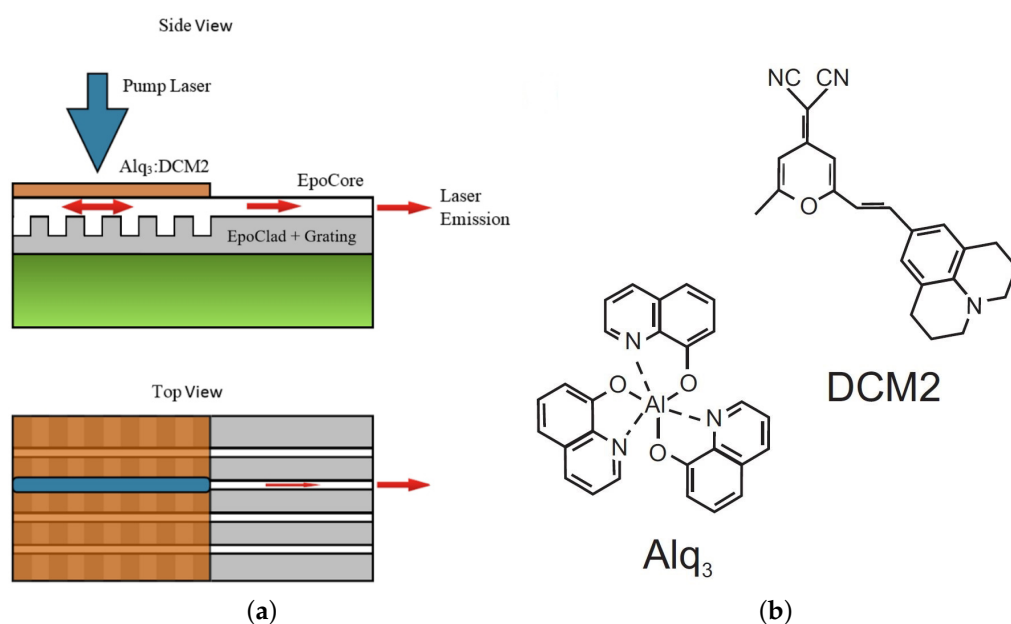 Side View
Pump Laser
Alq₃:DCM2
EpoCore
Laser
Emission
EpoClad + Grating
Top View
(a)
NC CN
O
N
DCM2
N
O
O
Al
N
N
O
Alq₃
(b)